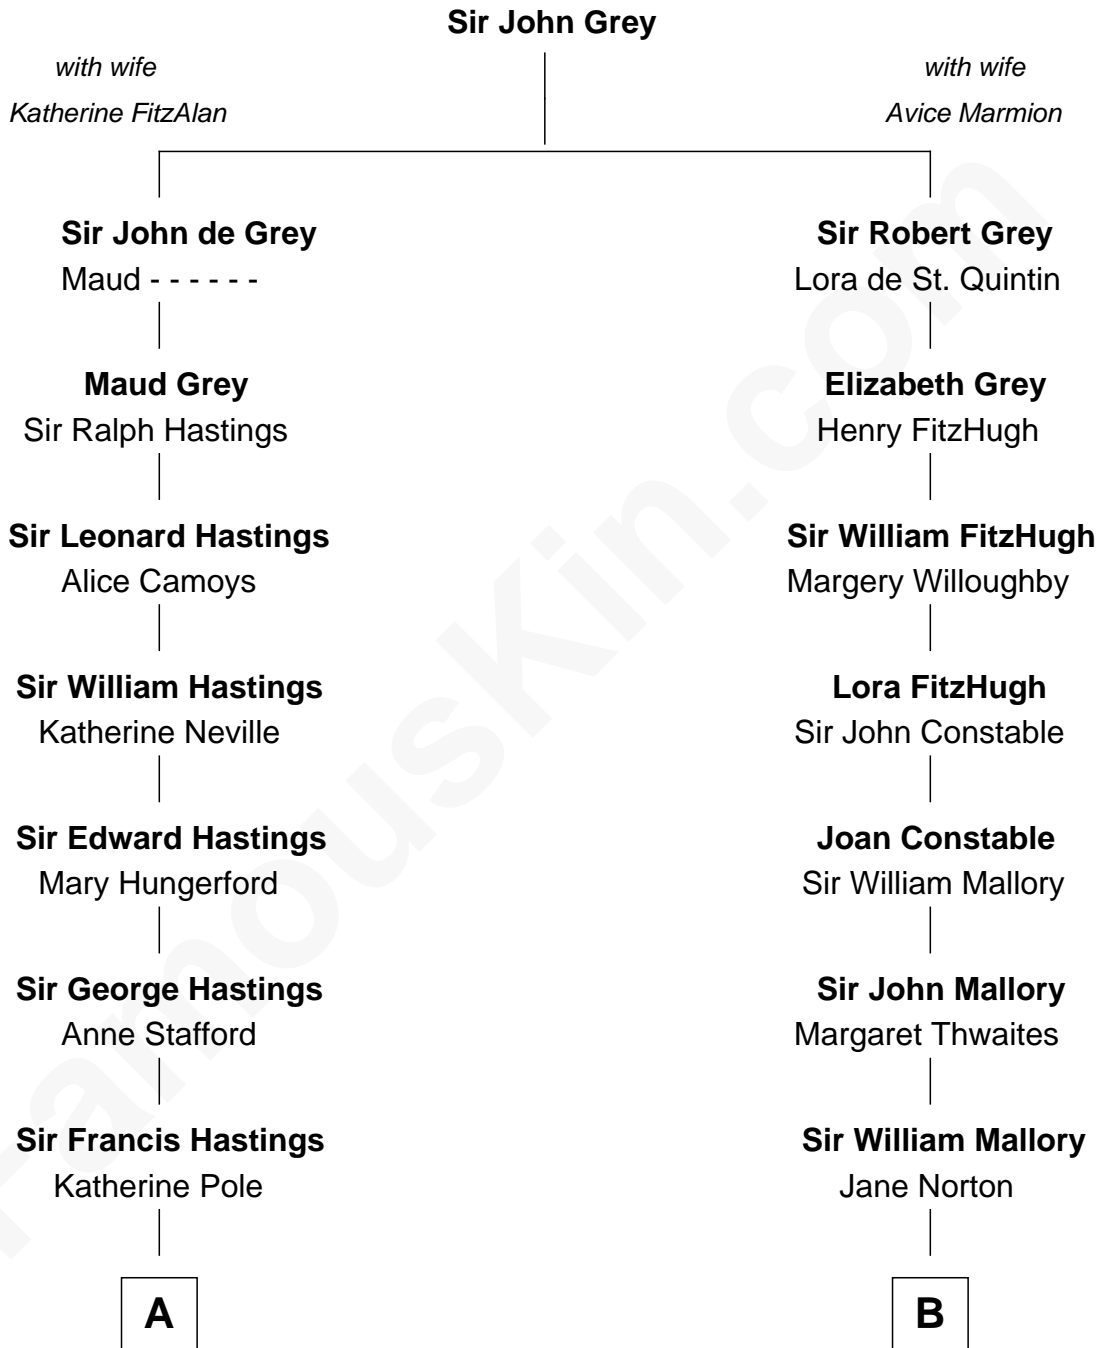 Sir John Grey
with wife
Katherine FitzAlan
with wife
Avice Marmion
Sir John de Grey
Maud - - - - - -
Sir Robert Grey
Lora de St. Quintin
Maud Grey
Sir Ralph Hastings
Elizabeth Grey
Henry FitzHugh
Sir Leonard Hastings
Alice Camoys
Sir William FitzHugh
Margery Willoughby
Sir William Hastings
Katherine Neville
Lora FitzHugh
Sir John Constable
Sir Edward Hastings
Mary Hungerford
Joan Constable
Sir William Mallory
Sir George Hastings
Anne Stafford
Sir John Mallory
Margaret Thwaites
Sir Francis Hastings
Katherine Pole
Sir William Mallory
Jane Norton
A
B
FamousKin.com